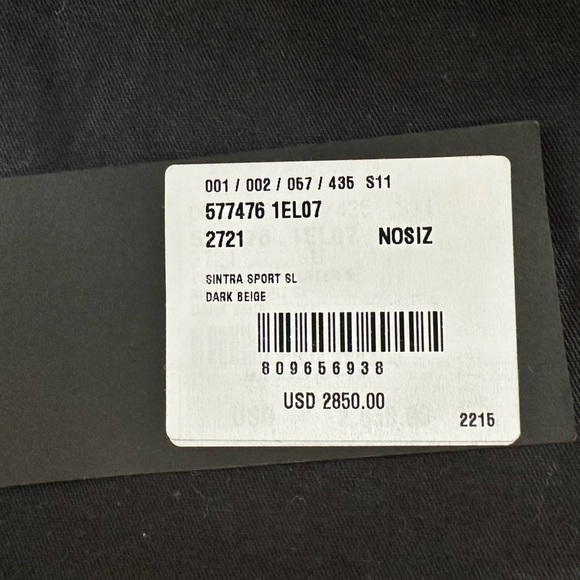 001 / 002 / 057 / 435 S11
577476 1EL07
2721 NOSIZ
SINTRA SPORT SL
DARK BEIGE
809656938
USD 2850.00
2215